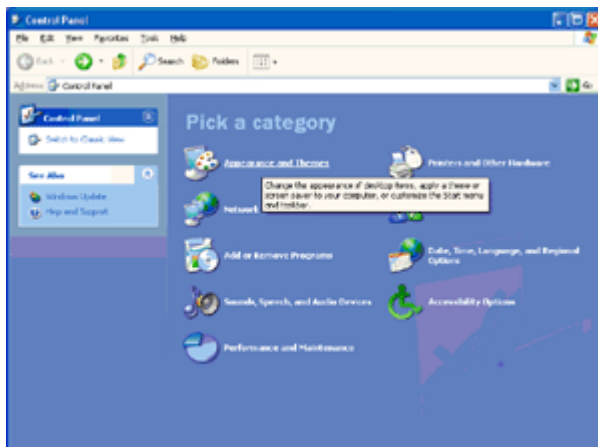 Control Panel
File Edit View Favorites Tools Help
Back Search Folders
Address Control Panel Go
Control Panel
Switch to Classic View
See Also
Windows Update
Help and Support
Pick a category
Appearance and Themes
Printers and Other Hardware
Change the appearance of desktop items, apply a theme or
screen saver to your computer, or customize the Start menu
and taskbar.
Network
Add or Remove Programs
Date, Time, Language, and Regional
Options
Sounds, Speech, and Audio Devices
Accessibility Options
Performance and Maintenance